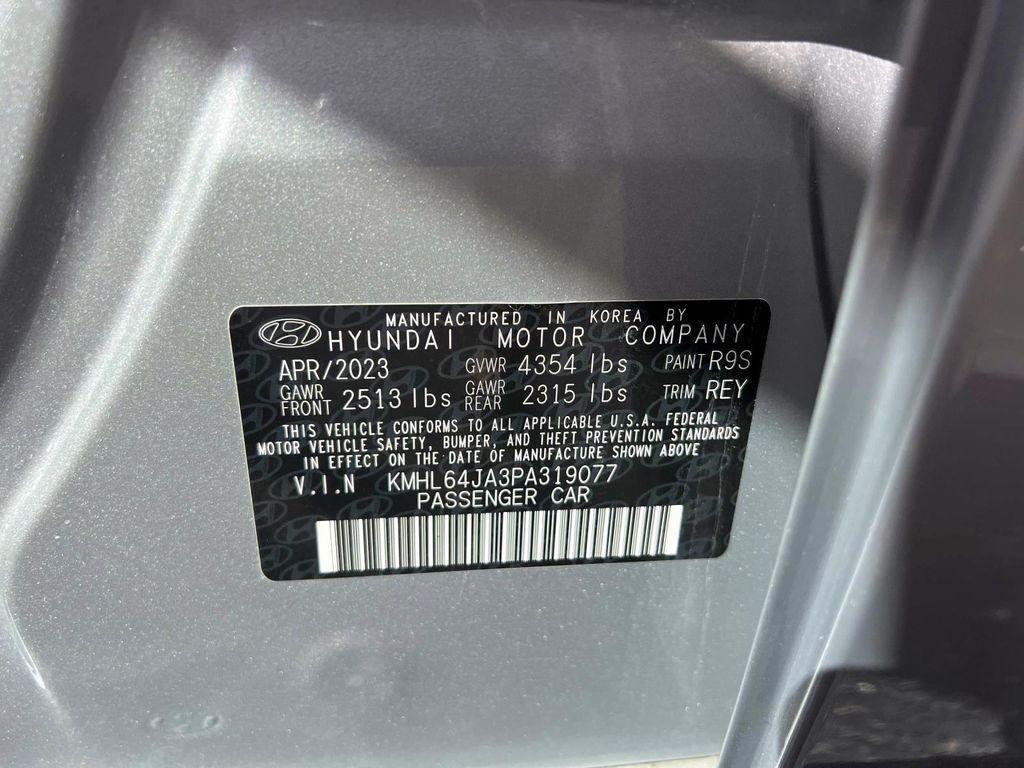 MANUFACTURED IN KOREA BY
HYUNDAI MOTOR COMPANY
APR/2023 GVWR 4354 lbs PAINT R9S
GAWR FRONT 2513 lbs GAWR REAR 2315 lbs TRIM REY
THIS VEHICLE CONFORMS TO ALL APPLICABLE U.S.A. FEDERAL
MOTOR VEHICLE SAFETY, BUMPER, AND THEFT PREVENTION STANDARDS
IN EFFECT ON THE DATE OF MANUFACTURE SHOWN ABOVE
V.I.N KMHL64JA3PA319077
PASSENGER CAR